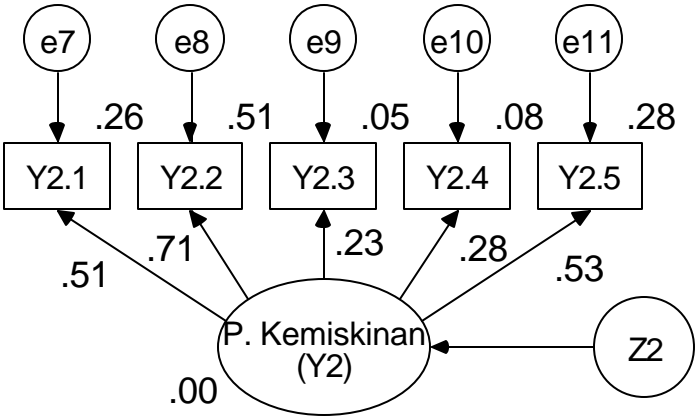 e7 e8 e9 e10 e11
.26 .51 .05 .08 .28
Y2.1 Y2.2 Y2.3 Y2.4 Y2.5
.51 .71 .23 .28 .53
P. Kemiskinan
(Y2)
Z2
.00